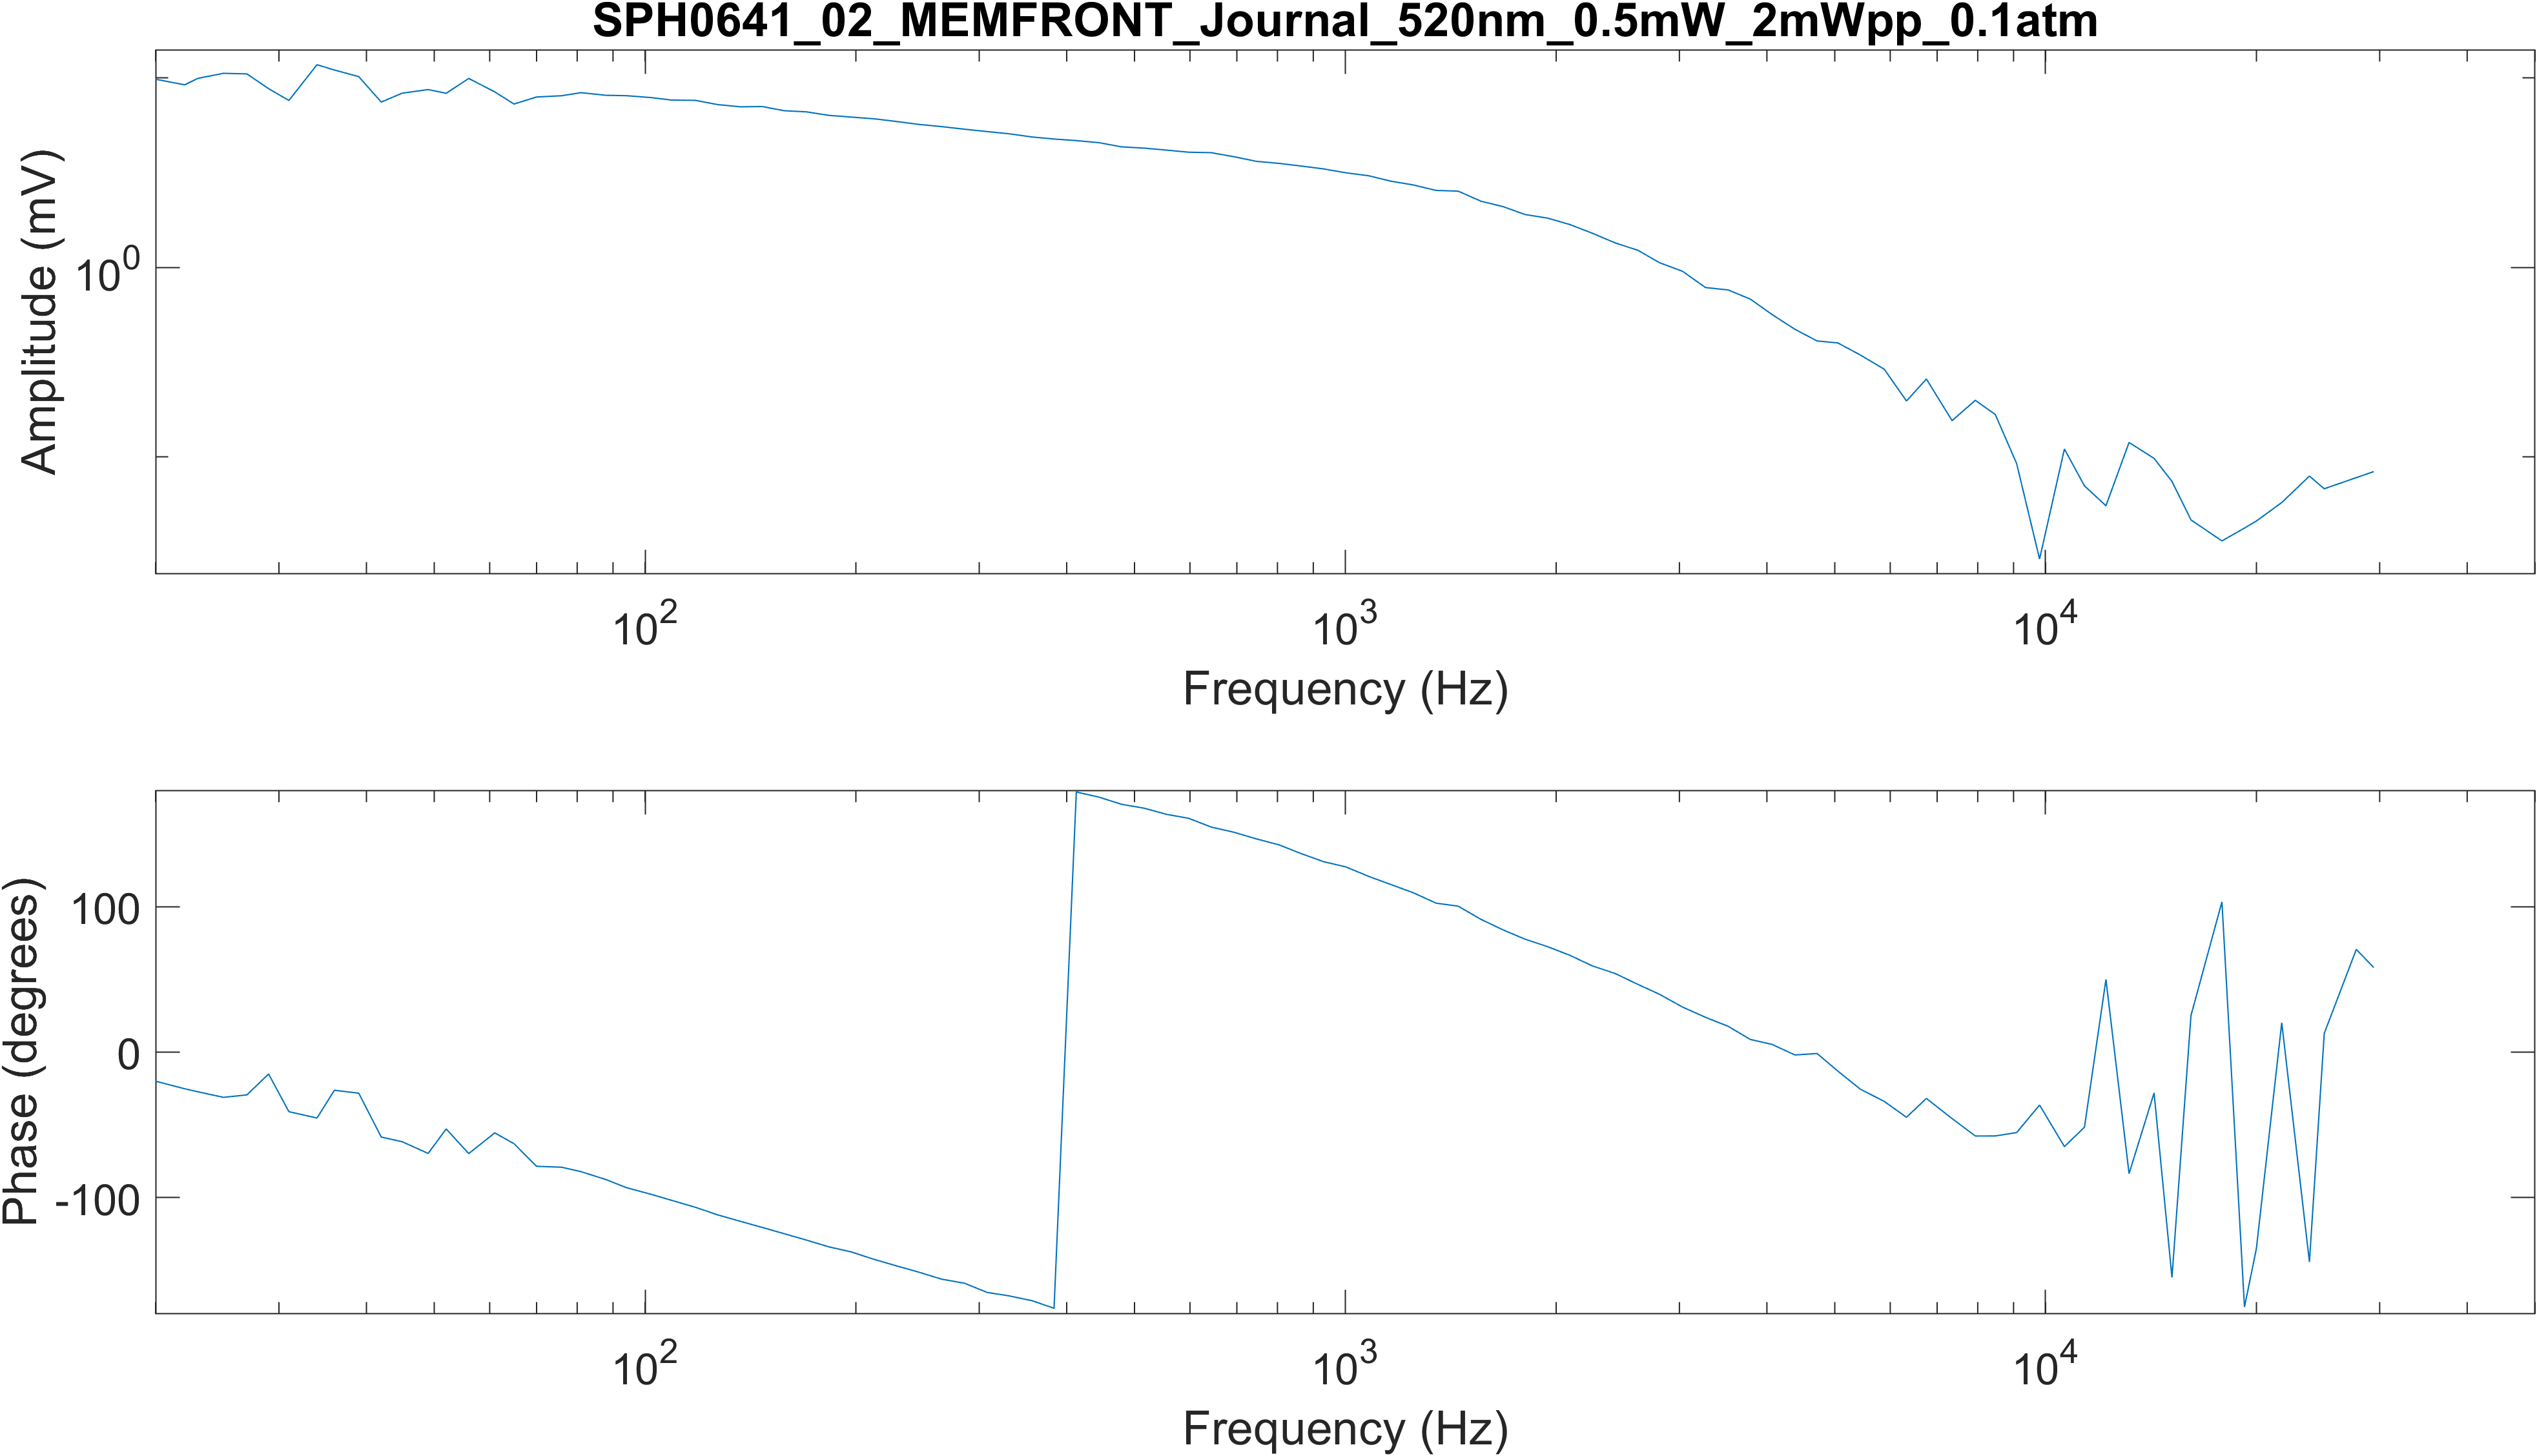 SPH0641_02_MEMFRONT_Journal_520nm_0.5mW_2mWpp_0.1atm
Amplitude (mV)
10^0
10^2
10^3
10^4
Frequency (Hz)
Phase (degrees)
100
0
-100
10^2
10^3
10^4
Frequency (Hz)